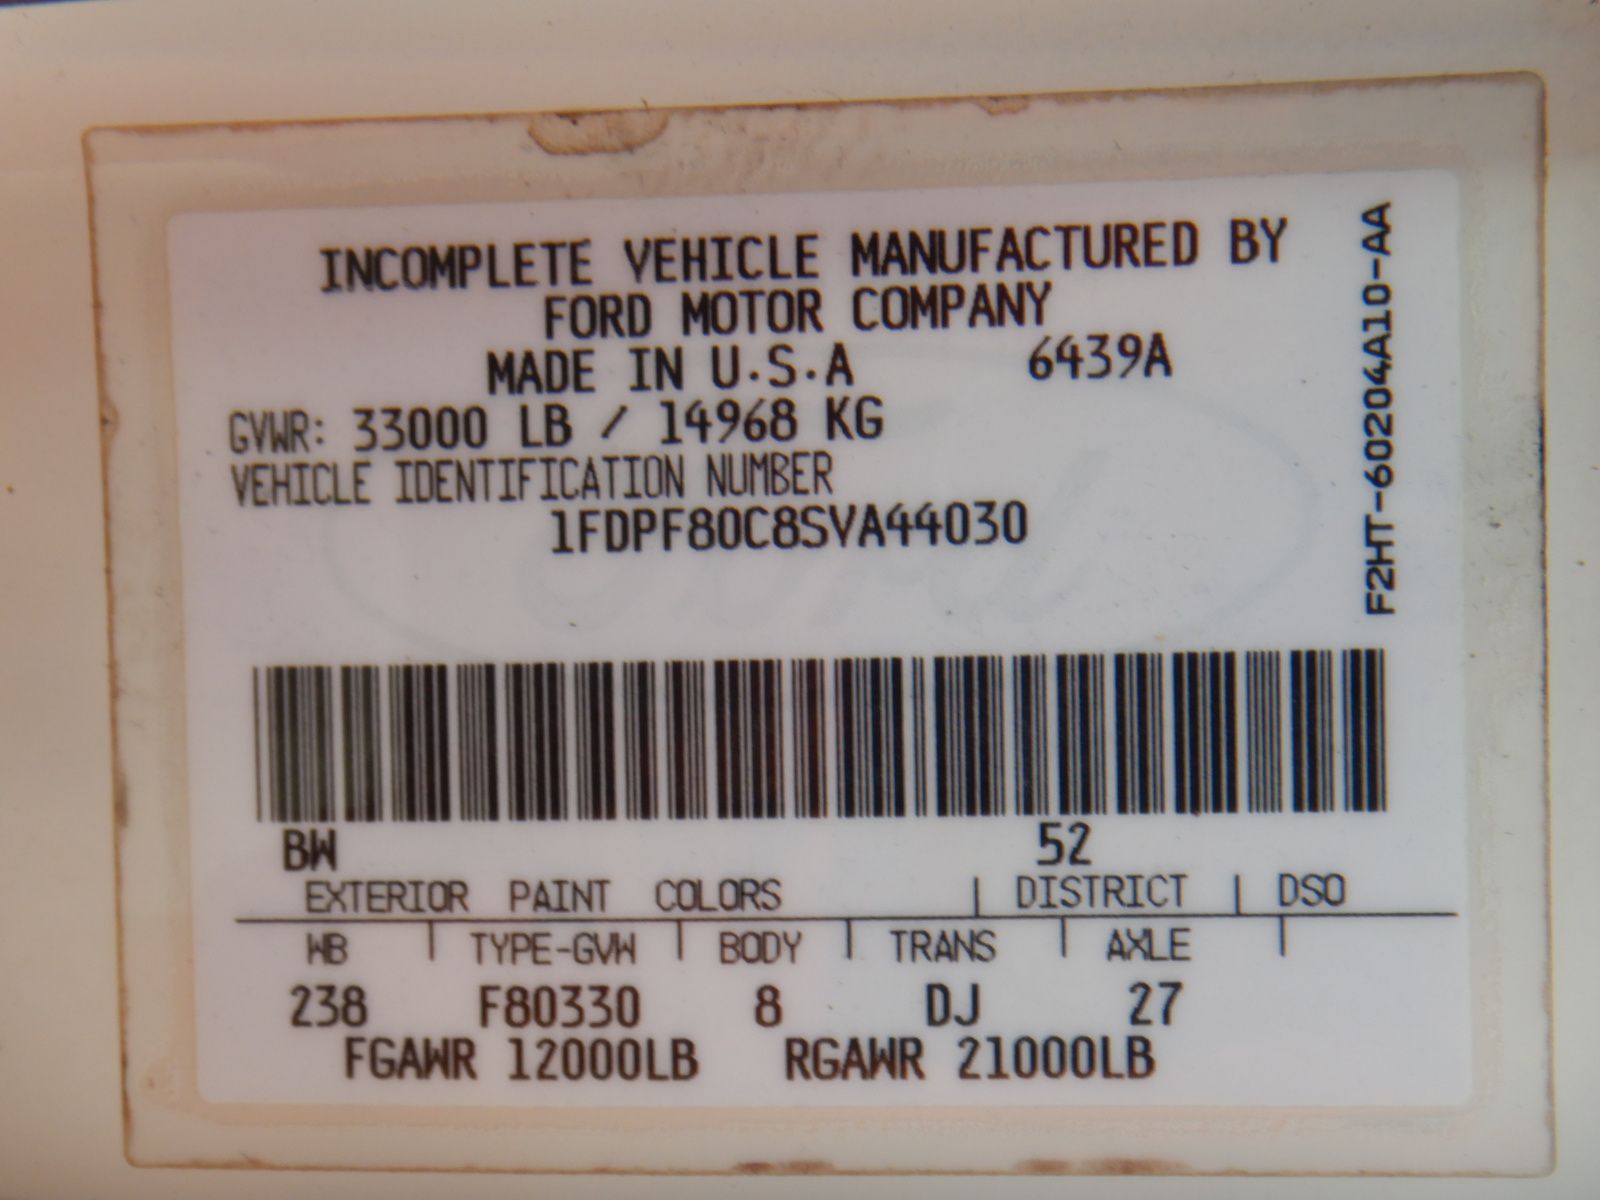 INCOMPLETE VEHICLE MANUFACTURED BY
FORD MOTOR COMPANY
MADE IN U.S.A 6439A
GVWR: 33000 LB / 14968 KG
VEHICLE IDENTIFICATION NUMBER
1FDPF80C8SVA44030
F2HT-60204A10-AA
BW 52
EXTERIOR PAINT COLORS | DISTRICT | DSO
WB | TYPE-GVW | BODY | TRANS | AXLE |
238 F80330 8 DJ 27
FGAWR 12000LB RGAWR 21000LB
Ford